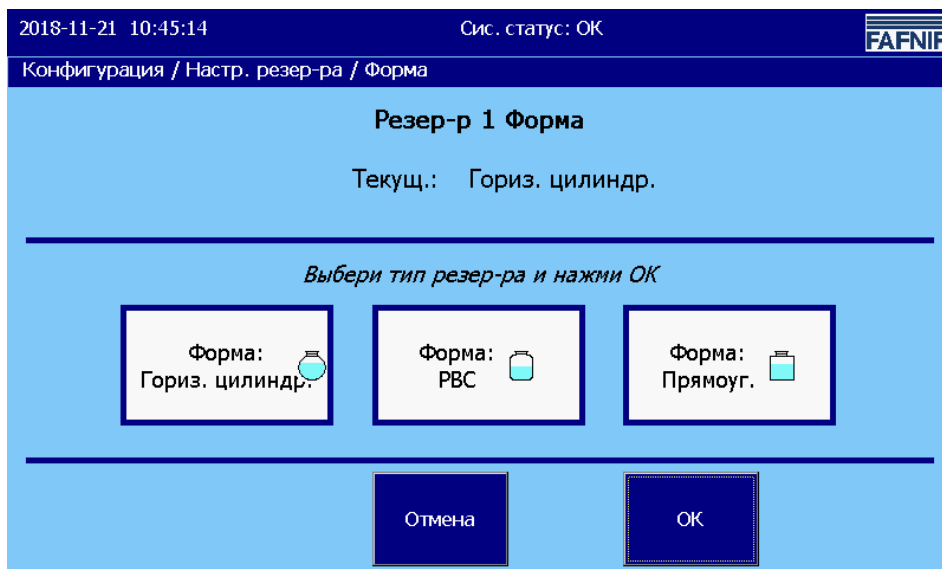 2018-11-21 10:45:14
Сис. статус: ОК
FAFNIR
Конфигурация / Настр. резер-ра / Форма
Резер-р 1 Форма
Текущ.: Гориз. цилиндр.
Выбери тип резер-ра и нажми ОК
Форма:
Гориз. цилиндр.
Форма:
РВС
Форма:
Прямоуг.
Отмена
ОК